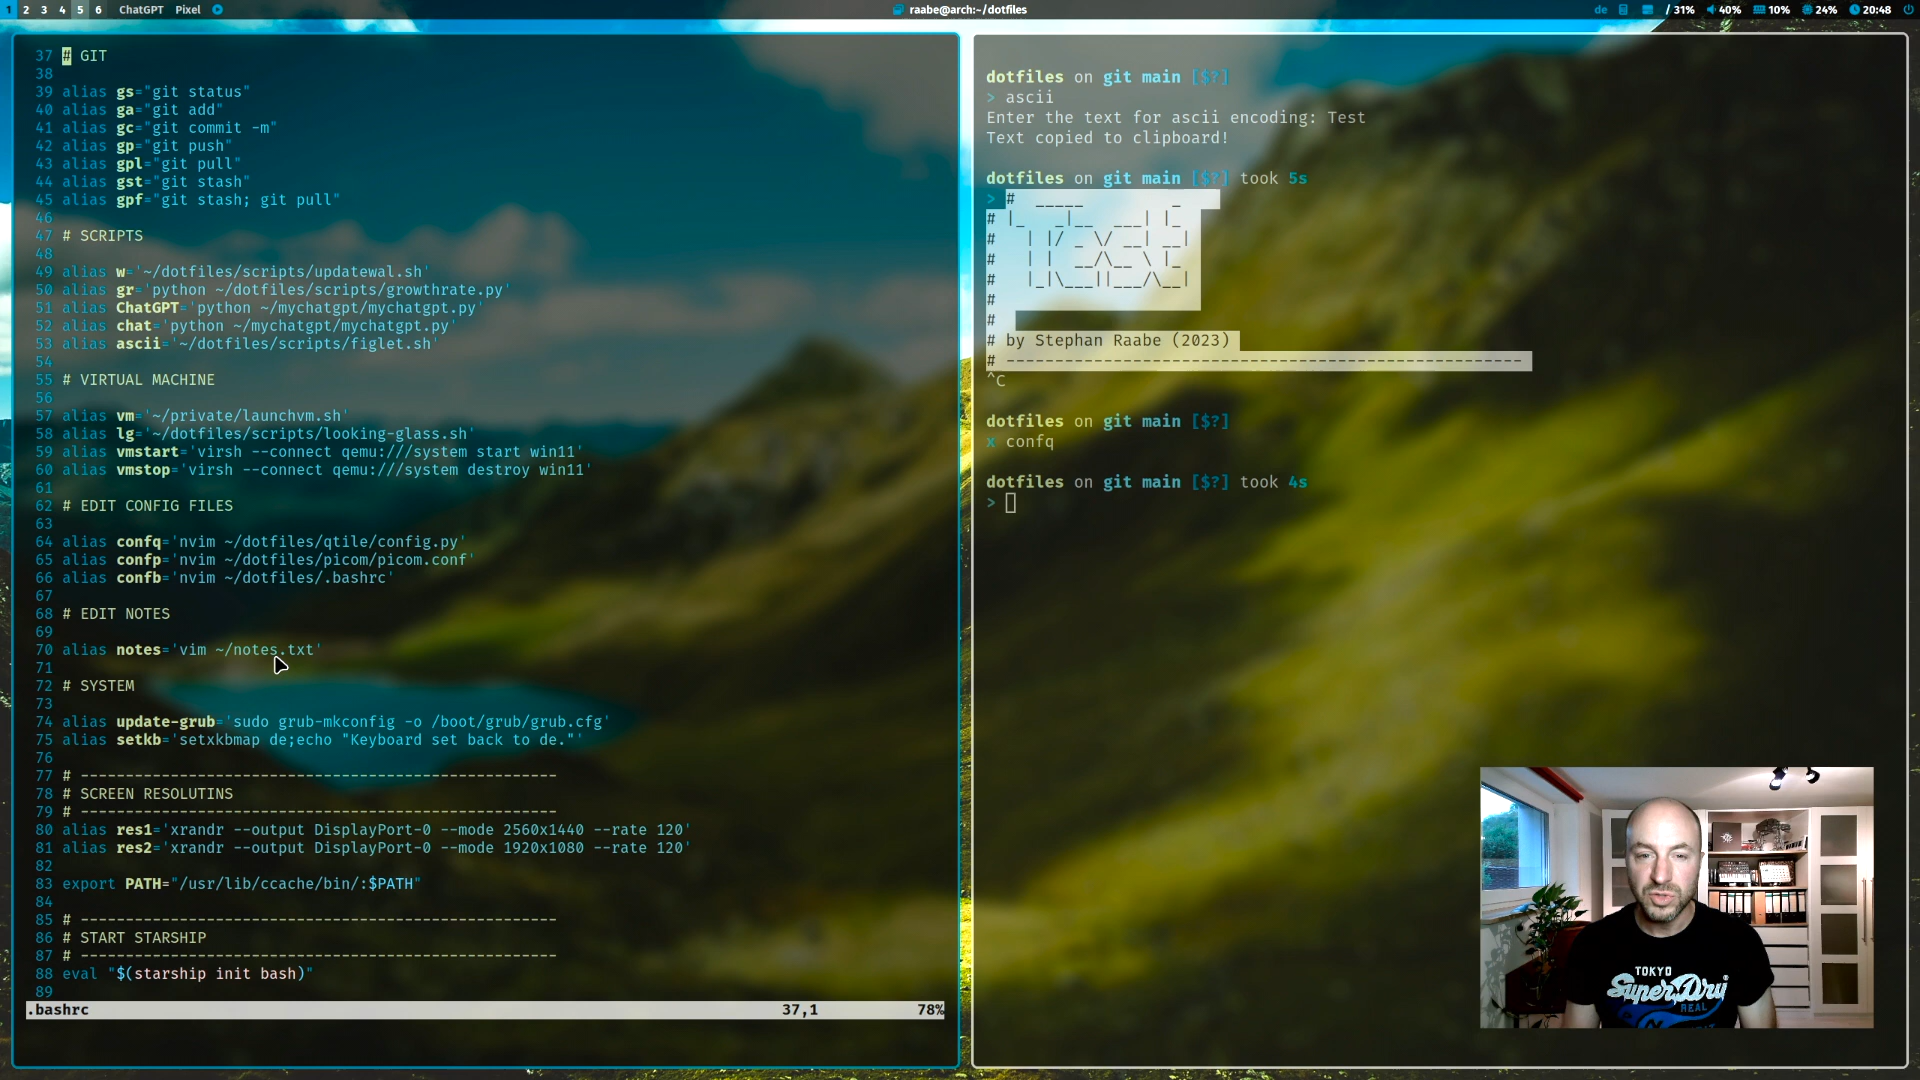 1 2 3 4 5 6 ChatGPT Pixel
raabe@arch:~/dotfiles
de / 31% 40% 10% 24% 20:48
37 # GIT
38
39 alias gs="git status"
40 alias ga="git add"
41 alias gc="git commit -m"
42 alias gp="git push"
43 alias gpl="git pull"
44 alias gst="git stash"
45 alias gpf="git stash; git pull"
46
47 # SCRIPTS
48
49 alias w='~/dotfiles/scripts/updatewal.sh'
50 alias gr='python ~/dotfiles/scripts/growthrate.py'
51 alias ChatGPT='python ~/mychatgpt/mychatgpt.py'
52 alias chat='python ~/mychatgpt/mychatgpt.py'
53 alias ascii='~/dotfiles/scripts/figlet.sh'
54
55 # VIRTUAL MACHINE
56
57 alias vm='~/private/launchvm.sh'
58 alias lg='~/dotfiles/scripts/looking-glass.sh'
59 alias vmstart='virsh --connect qemu:///system start win11'
60 alias vmstop='virsh --connect qemu:///system destroy win11'
61
62 # EDIT CONFIG FILES
63
64 alias confq='nvim ~/dotfiles/qtile/config.py'
65 alias confp='nvim ~/dotfiles/picom/picom.conf'
66 alias confb='nvim ~/dotfiles/.bashrc'
67
68 # EDIT NOTES
69
70 alias notes='vim ~/notes.txt'
71
72 # SYSTEM
73
74 alias update-grub='sudo grub-mkconfig -o /boot/grub/grub.cfg'
75 alias setkb='setxkbmap de;echo "Keyboard set back to de."'
76
77 # -----------------------------------------------------
78 # SCREEN RESOLUTINS
79 # -----------------------------------------------------
80 alias res1='xrandr --output DisplayPort-0 --mode 2560x1440 --rate 120'
81 alias res2='xrandr --output DisplayPort-0 --mode 1920x1080 --rate 120'
82
83 export PATH="/usr/lib/ccache/bin/:$PATH"
84
85 # -----------------------------------------------------
86 # START STARSHIP
87 # -----------------------------------------------------
88 eval "$(starship init bash)"
89
.bashrc 37,1 78%
dotfiles on git main [$?]
> ascii
Enter the text for ascii encoding: Test
Text copied to clipboard!
dotfiles on git main [$?] took 5s
> #  _____         _
# |_   _|__  ___| |_
#   | |/ _ \/ __| __|
#   | |  __/\__ \ |_
#   |_|\___||___/\__|
#
#
# by Stephan Raabe (2023)
# -----------------------------------------------------
^C
dotfiles on git main [$?]
x confq
dotfiles on git main [$?] took 4s
>
TOKYO
SuperDry®
REAL